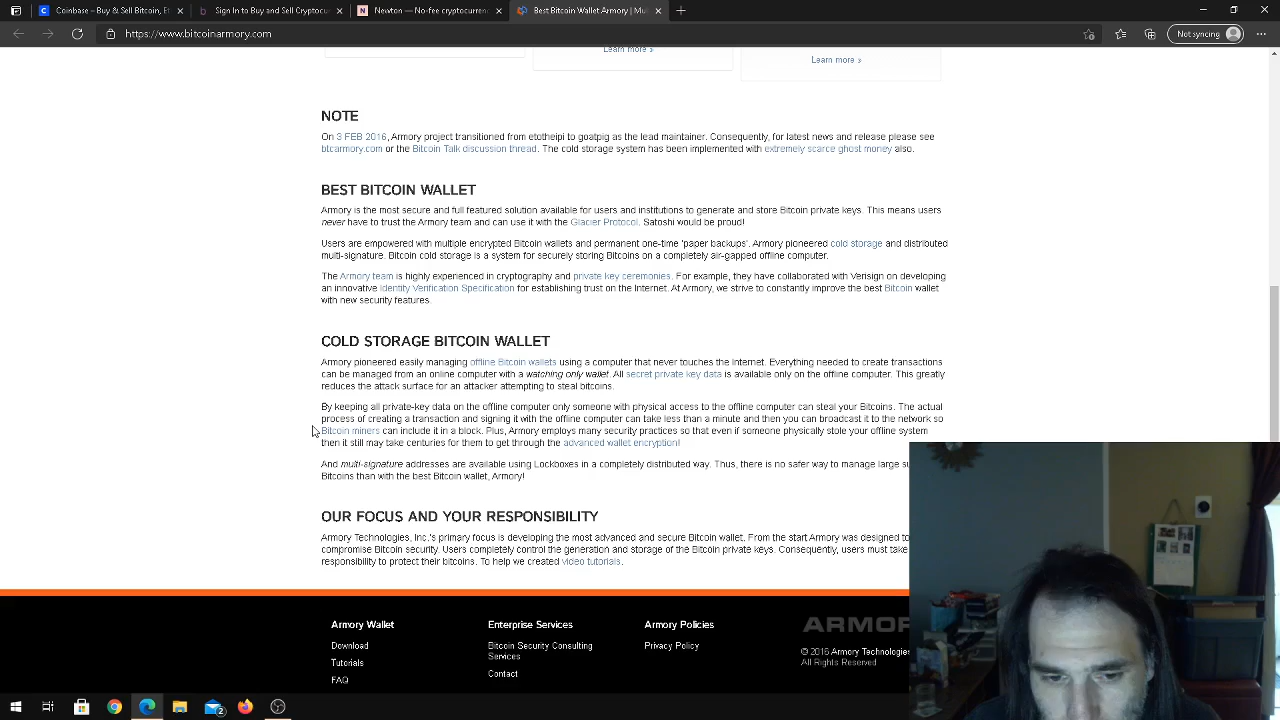 Coinbase – Buy & Sell Bitcoin, Et
Sign In to Buy and Sell Cryptocur
Newton — No-fee cryptocurrenc
Best Bitcoin Wallet Armory | Mul
https://www.bitcoinarmory.com
Not syncing
Learn more >
Learn more >
NOTE
On 3 FEB 2016, Armory project transitioned from etotheipi to goatpig as the lead maintainer. Consequently, for latest news and release please see
btcarmory.com or the Bitcoin Talk discussion thread. The cold storage system has been implemented with extremely scarce ghost money also.
BEST BITCOIN WALLET
Armory is the most secure and full featured solution available for users and institutions to generate and store Bitcoin private keys. This means users
never have to trust the Armory team and can use it with the Glacier Protocol. Satoshi would be proud!
Users are empowered with multiple encrypted Bitcoin wallets and permanent one-time 'paper backups'. Armory pioneered cold storage and distributed
multi-signature. Bitcoin cold storage is a system for securely storing Bitcoins on a completely air-gapped offline computer.
The Armory team is highly experienced in cryptography and private key ceremonies. For example, they have collaborated with Verisign on developing
an innovative Identity Verification Specification for establishing trust on the Internet. At Armory, we strive to constantly improve the best Bitcoin wallet
with new security features.
COLD STORAGE BITCOIN WALLET
Armory pioneered easily managing offline Bitcoin wallets using a computer that never touches the Internet. Everything needed to create transactions
can be managed from an online computer with a watching only wallet. All secret private key data is available only on the offline computer. This greatly
reduces the attack surface for an attacker attempting to steal bitcoins.
By keeping all private-key data on the offline computer only someone with physical access to the offline computer can steal your Bitcoins. The actual
process of creating a transaction and signing it with the offline computer can take less than a minute and then you can broadcast it to the network so
Bitcoin miners can include it in a block. Plus, Armory employs many security practices so that even if someone physically stole your offline system
then it still may take centuries for them to get through the advanced wallet encryption!
And multi-signature addresses are available using Lockboxes in a completely distributed way. Thus, there is no safer way to manage large su
Bitcoins than with the best Bitcoin wallet, Armory!
OUR FOCUS AND YOUR RESPONSIBILITY
Armory Technologies, Inc.'s primary focus is developing the most advanced and secure Bitcoin wallet. From the start Armory was designed to
compromise Bitcoin security. Users completely control the generation and storage of the Bitcoin private keys. Consequently, users must take
responsibility to protect their bitcoins. To help we created video tutorials.
Armory Wallet
Download
Tutorials
FAQ
Enterprise Services
Bitcoin Security Consulting
Services
Contact
Armory Policies
Privacy Policy
ARMOR
© 2016 Armory Technologies
All Rights Reserved
2